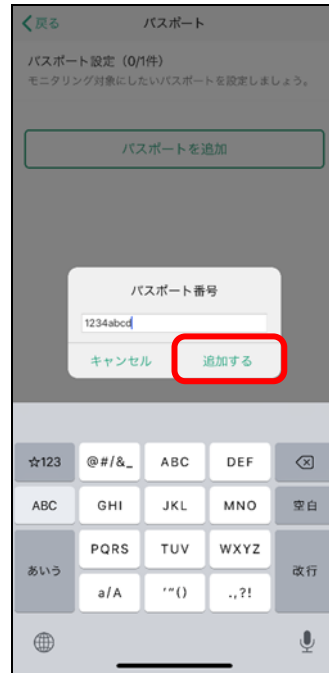 戻る パスポート
パスポート設定（0/1件）
モニタリング対象にしたいパスポートを設定しましょう。
パスポートを追加
パスポート番号
1234abcd
キャンセル 追加する
☆123 @#/&_ ABC DEF
ABC GHI JKL MNO 空白
PQRS TUV WXYZ
あいう 改行
a/A '"() .,?!